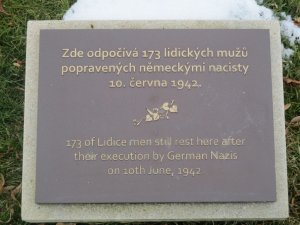 Zde odpočívá 173 lidických mužů
popravených německými nacisty
10. června 1942.
173 of Lidice men still rest here after
their execution by German Nazis
on 10th June, 1942